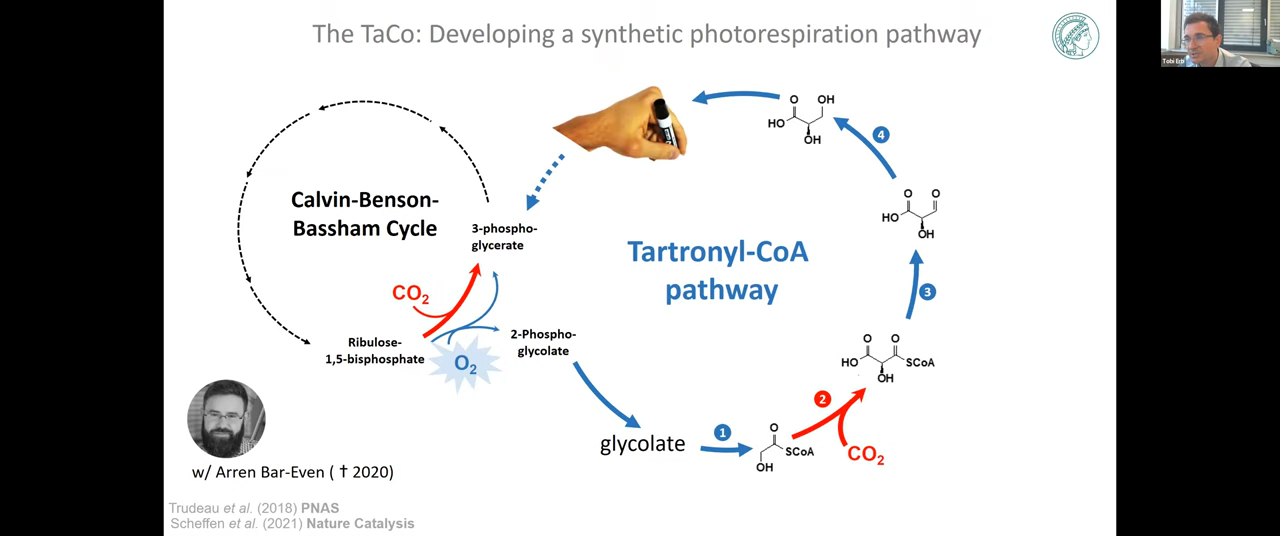 The TaCo: Developing a synthetic photorespiration pathway
Tobi Erb
Calvin-Benson-
Bassham Cycle
3-phospho-
glycerate
CO2
Ribulose-
1,5-bisphosphate
O2
2-Phospho-
glycolate
Tartronyl-CoA
pathway
glycolate
1
O
SCoA
OH
2
CO2
O
O
HO
SCoA
OH
3
O
O
HO
OH
4
O
OH
HO
OH
w/ Arren Bar-Even ( † 2020)
Trudeau et al. (2018) PNAS
Scheffen et al. (2021) Nature Catalysis